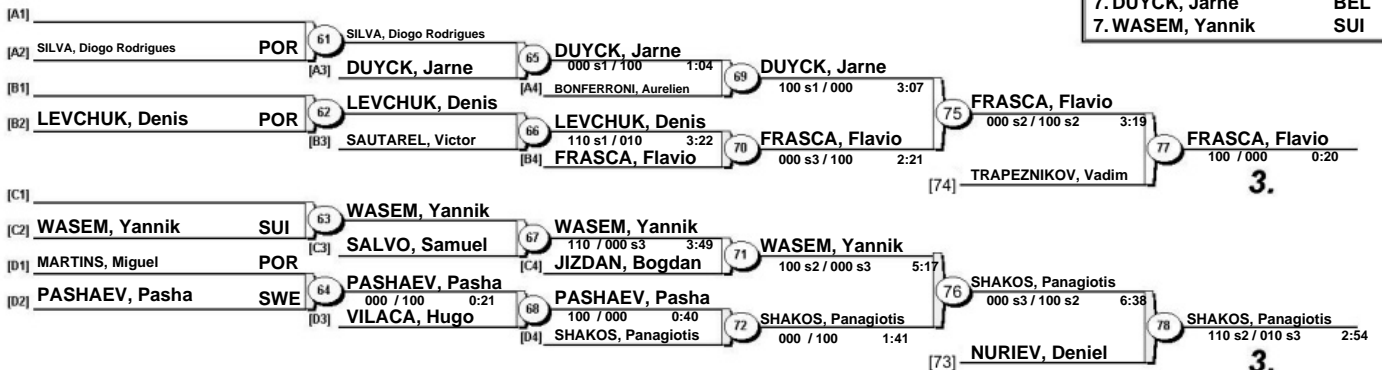 7. DUYCK, Jarne BEL
7. WASEM, Yannik SUI
[A1]
[A2] SILVA, Diogo Rodrigues POR
61
SILVA, Diogo Rodrigues
[A3] DUYCK, Jarne
65
DUYCK, Jarne
000 s1 / 100 1:04
[A4] BONFERRONI, Aurelien
69
DUYCK, Jarne
100 s1 / 000 3:07
[B1]
[B2] LEVCHUK, Denis POR
62
LEVCHUK, Denis
[B3] SAUTAREL, Victor
66
LEVCHUK, Denis
110 s1 / 010 3:22
[B4] FRASCA, Flavio
70
FRASCA, Flavio
000 s3 / 100 2:21
75
FRASCA, Flavio
000 s2 / 100 s2 3:19
[74] TRAPEZNIKOV, Vadim
77
FRASCA, Flavio
100 / 000 0:20
3.
[C1]
[C2] WASEM, Yannik SUI
63
WASEM, Yannik
[C3] SALVO, Samuel
67
WASEM, Yannik
110 / 000 s3 3:49
[C4] JIZDAN, Bogdan
71
WASEM, Yannik
100 s2 / 000 s3 5:17
[D1] MARTINS, Miguel POR
[D2] PASHAEV, Pasha SWE
64
PASHAEV, Pasha
000 / 100 0:21
[D3] VILACA, Hugo
68
PASHAEV, Pasha
100 / 000 0:40
[D4] SHAKOS, Panagiotis
72
SHAKOS, Panagiotis
000 / 100 1:41
76
SHAKOS, Panagiotis
000 s3 / 100 s2 6:38
[73] NURIEV, Deniel
78
SHAKOS, Panagiotis
110 s2 / 010 s3 2:54
3.